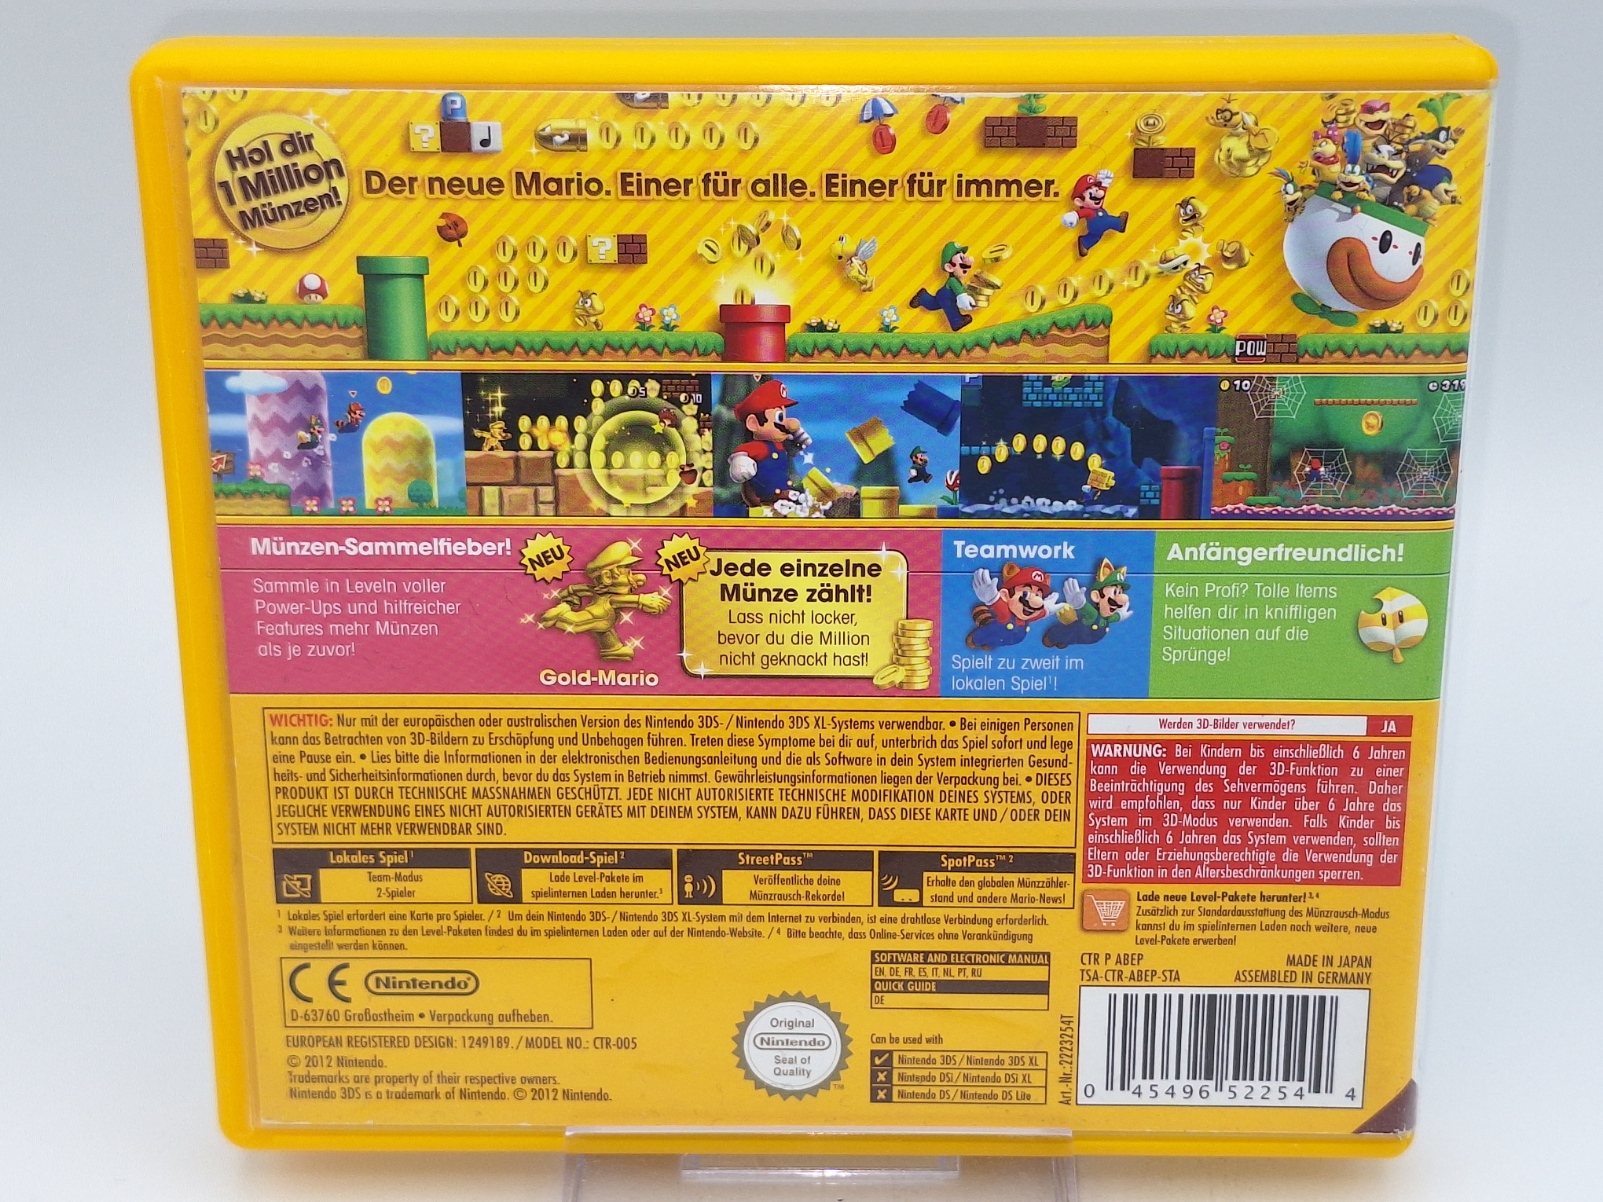 Hol dir
1 Million
Münzen!
Der neue Mario. Einer für alle. Einer für immer.
P
?
?
POW
10
10
319
Münzen-Sammelfieber!
Sammle in Leveln voller
Power-Ups und hilfreicher
Features mehr Münzen
als je zuvor!
NEU
Gold-Mario
NEU
Jede einzelne
Münze zählt!
Lass nicht locker,
bevor du die Million
nicht geknackt hast!
Teamwork
Spielt zu zweit im
lokalen Spiel¹!
Anfängerfreundlich!
Kein Profi? Tolle Items
helfen dir in kniffligen
Situationen auf die
Sprünge!
WICHTIG: Nur mit der europäischen oder australischen Version des Nintendo 3DS-/Nintendo 3DS XL-Systems verwendbar. • Bei einigen Personen
kann das Betrachten von 3D-Bildern zu Erschöpfung und Unbehagen führen. Treten diese Symptome bei dir auf, unterbrich das Spiel sofort und lege
eine Pause ein. • Lies bitte die Informationen in der elektronischen Bedienungsanleitung und die als Software in dein System integrierten Gesund-
heits- und Sicherheitsinformationen durch, bevor du das System in Betrieb nimmst. Gewährleistungsinformationen liegen der Verpackung bei. • DIESES
PRODUKT IST DURCH TECHNISCHE MASSNAHMEN GESCHÜTZT. JEDE NICHT AUTORISIERTE TECHNISCHE MODIFIKATION DEINES SYSTEMS, ODER
JEGLICHE VERWENDUNG EINES NICHT AUTORISIERTEN GERÄTES MIT DEINEM SYSTEM, KANN DAZU FÜHREN, DASS DIESE KARTE UND/ODER DEIN
SYSTEM NICHT MEHR VERWENDBAR SIND.
Werden 3D-Bilder verwendet? JA
WARNUNG: Bei Kindern bis einschließlich 6 Jahren
kann die Verwendung der 3D-Funktion zu einer
Beeinträchtigung des Sehvermögens führen. Daher
wird empfohlen, dass nur Kinder über 6 Jahre das
System im 3D-Modus verwenden. Falls Kinder bis
einschließlich 6 Jahren das System verwenden, sollten
Eltern oder Erziehungsberechtigte die Verwendung der
3D-Funktion in den Altersbeschränkungen sperren.
Lokales Spiel¹
Team-Modus
2-Spieler
Download-Spiel²
Lade Level-Pakete im
spielinternen Laden herunter.³
StreetPass™
Veröffentliche deine
Münzrausch-Rekorde!
SpotPass™ ²
Erhalte den globalen Münzzähler-
stand und andere Mario-News!
Lade neue Level-Pakete herunter!³,⁴
Zusätzlich zur Standardausstattung des Münzrausch-Modus
kannst du im spielinternen Laden noch weitere, neue
Level-Pakete erwerben!
¹ Lokales Spiel erfordert eine Karte pro Spieler. / ² Um dein Nintendo 3DS-/Nintendo 3DS XL-System mit dem Internet zu verbinden, ist eine drahtlose Verbindung erforderlich.
³ Weitere Informationen zu den Level-Paketen findest du im spielinternen Laden oder auf der Nintendo-Website. / ⁴ Bitte beachte, dass Online-Services ohne Vorankündigung
eingestellt werden können.
CE Nintendo®
D-63760 Großostheim • Verpackung aufheben.
EUROPEAN REGISTERED DESIGN: 1249189./MODEL NO.: CTR-005
© 2012 Nintendo.
Trademarks are property of their respective owners.
Nintendo 3DS is a trademark of Nintendo. © 2012 Nintendo.
Original
Nintendo
Seal of
Quality
™
SOFTWARE AND ELECTRONIC MANUAL
EN, DE, FR, ES, IT, NL, PT, RU
QUICK GUIDE
DE
Can be used with
Nintendo 3DS/Nintendo 3DS XL
Nintendo DSi/Nintendo DSi XL
Nintendo DS/Nintendo DS Lite
CTR P ABEP
TSA-CTR-ABEP-STA
MADE IN JAPAN
ASSEMBLED IN GERMANY
Art.-Nr.:2223254T
0 45496 52254 4